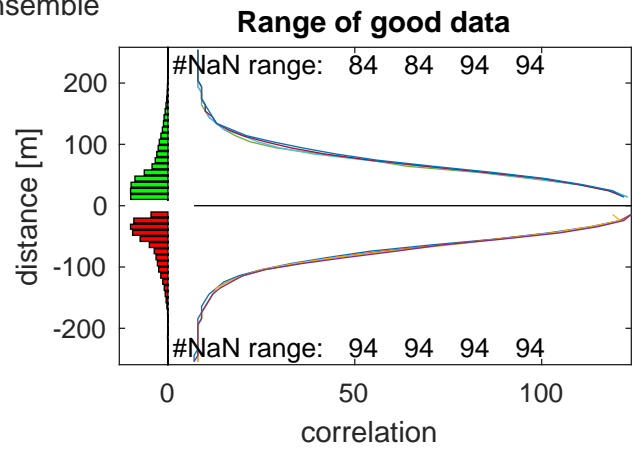 Range of good data
#NaN range: 84 84 94 94
200
100
0
-100
-200
distance [m]
#NaN range: 94 94 94 94
0 50 100
correlation